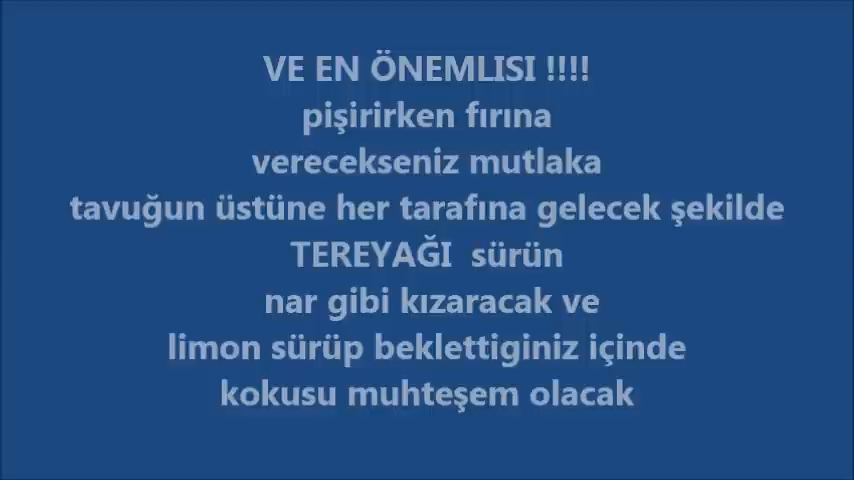 VE EN ÖNEMLISI !!!!
pişirirken fırına
verecekseniz mutlaka
tavuğun üstüne her tarafına gelecek şekilde
TEREYAĞI sürün
nar gibi kızaracak ve
limon sürüp beklettiginiz içinde
kokusu muhteşem olacak